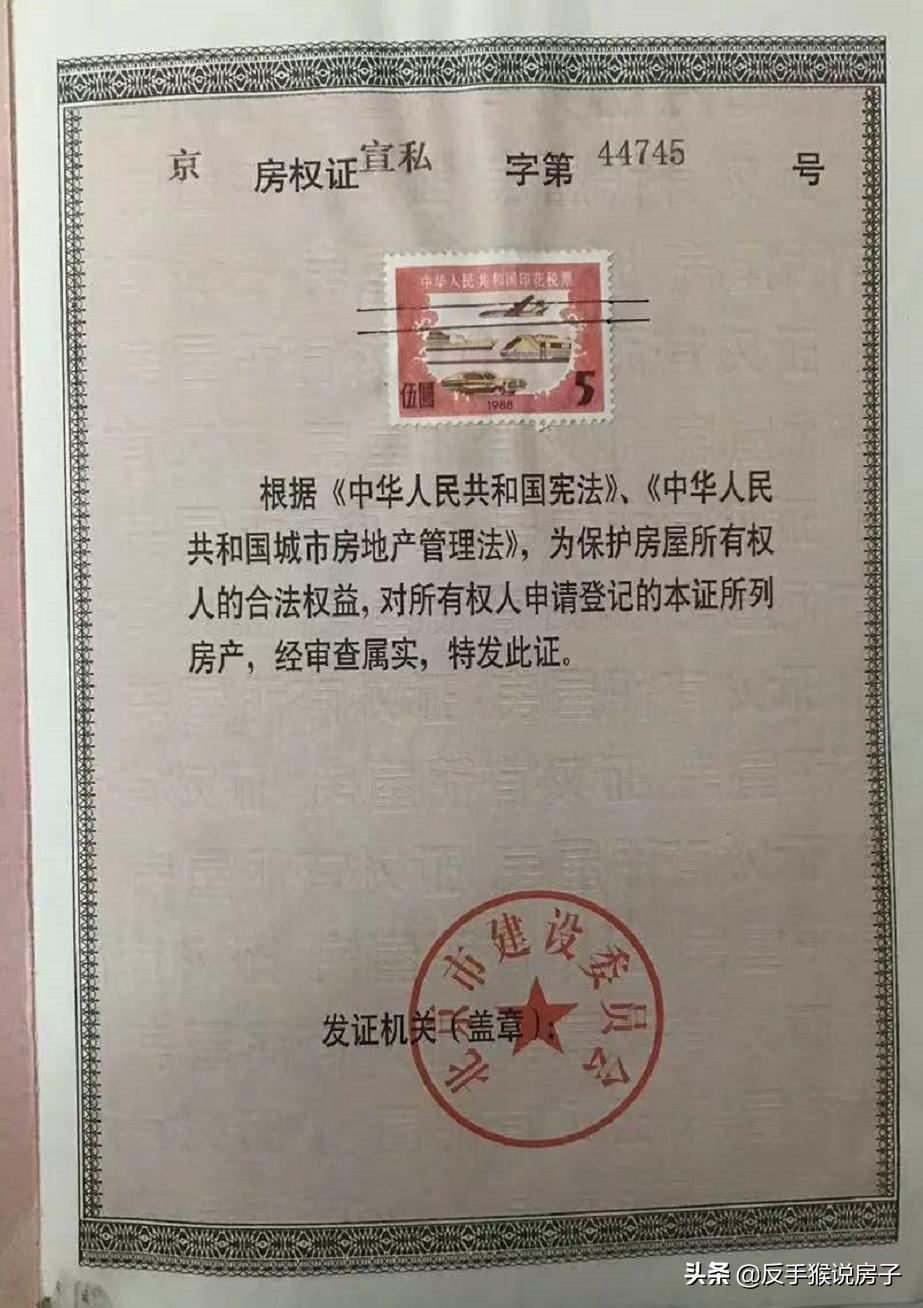 京 房权证 宣私 字第 44745 号
中华人民共和国印花税票
伍圆 1988 5
根据《中华人民共和国宪法》、《中华人民
共和国城市房地产管理法》，为保护房屋所有权
人的合法权益，对所有权人申请登记的本证所列
房产，经审查属实，特发此证。
北京市建设委员会
发证机关（盖章）：
头条 @反手猴说房子